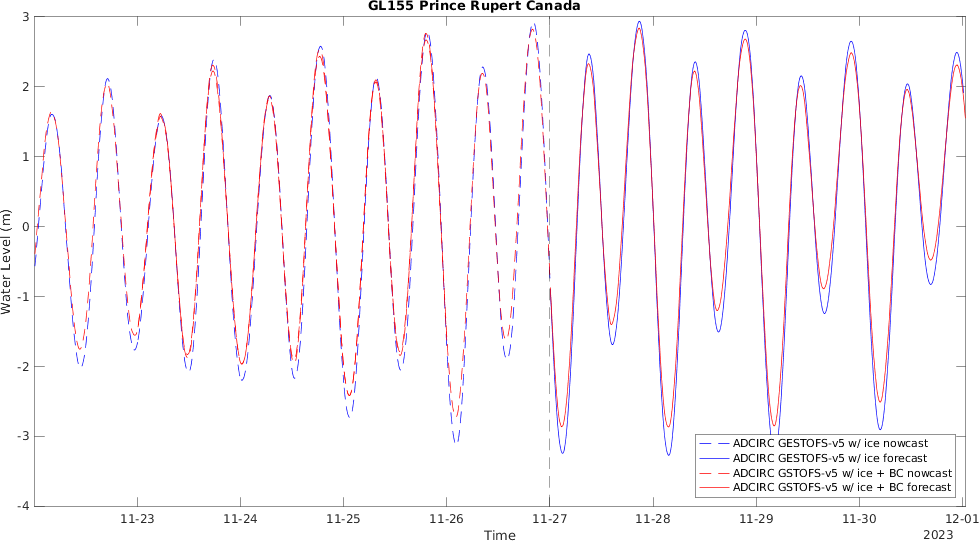 GL155 Prince Rupert Canada
3
2
1
0
-1
-2
-3
-4
Water Level (m)
11-23 11-24 11-25 11-26 11-27 11-28 11-29 11-30 12-01
Time
2023
ADCIRC GESTOFS-v5 w/ ice nowcast
ADCIRC GESTOFS-v5 w/ ice forecast
ADCIRC GSTOFS-v5 w/ ice + BC nowcast
ADCIRC GSTOFS-v5 w/ ice + BC forecast